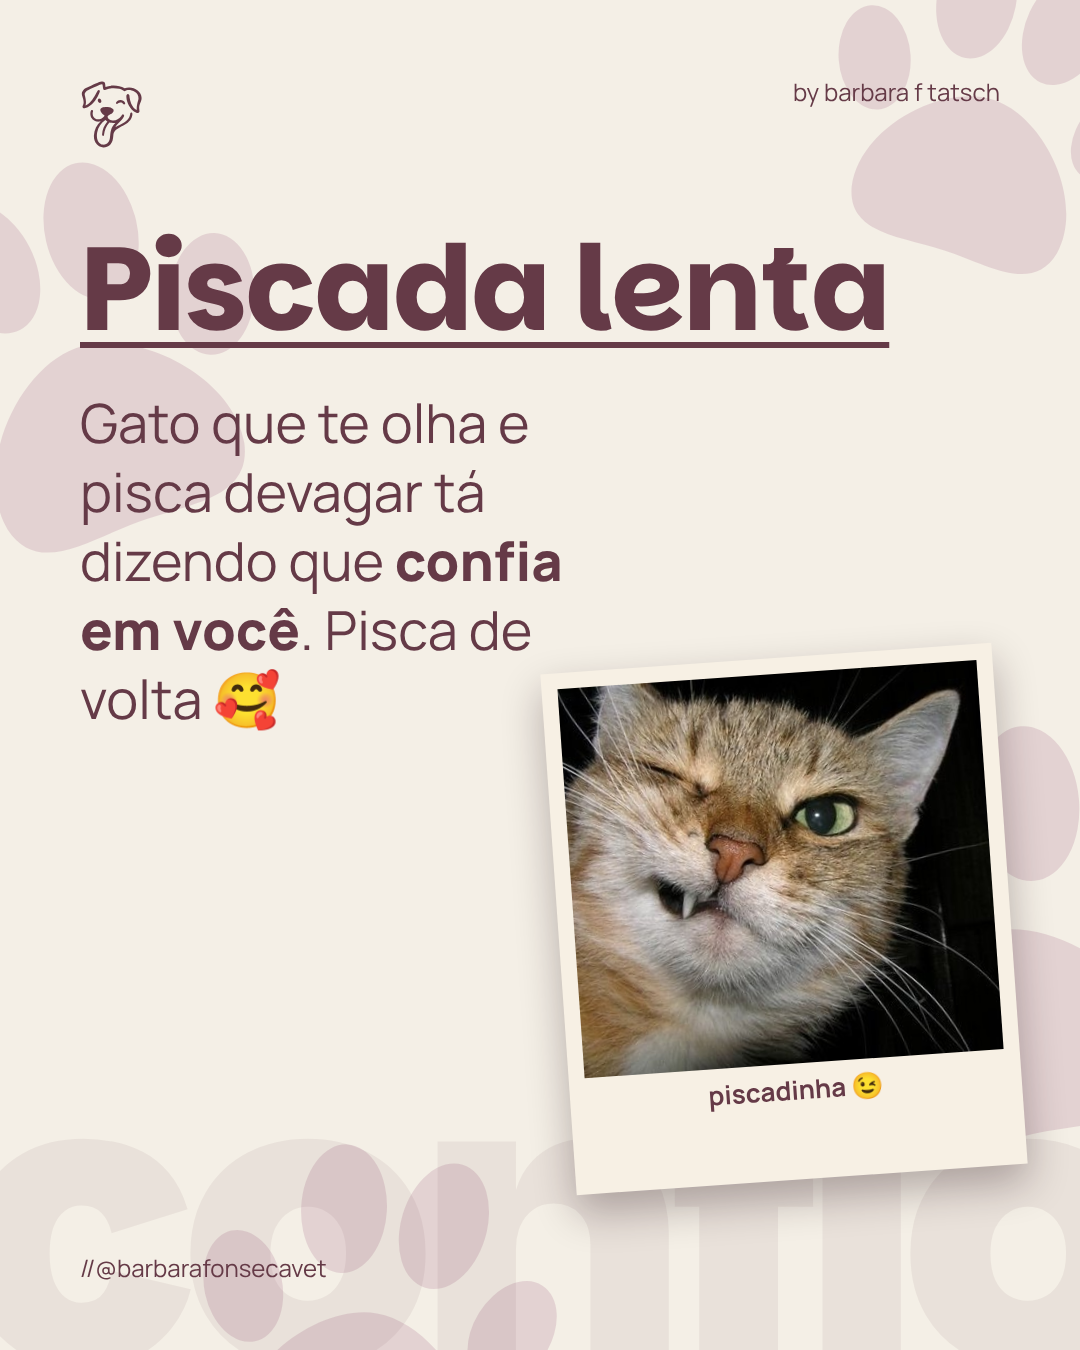 by barbara f tatsch
Piscada lenta
Gato que te olha e
pisca devagar tá
dizendo que confia
em você. Pisca de
volta 🥰
piscadinha 😉
confia
//@barbarafonsecavet